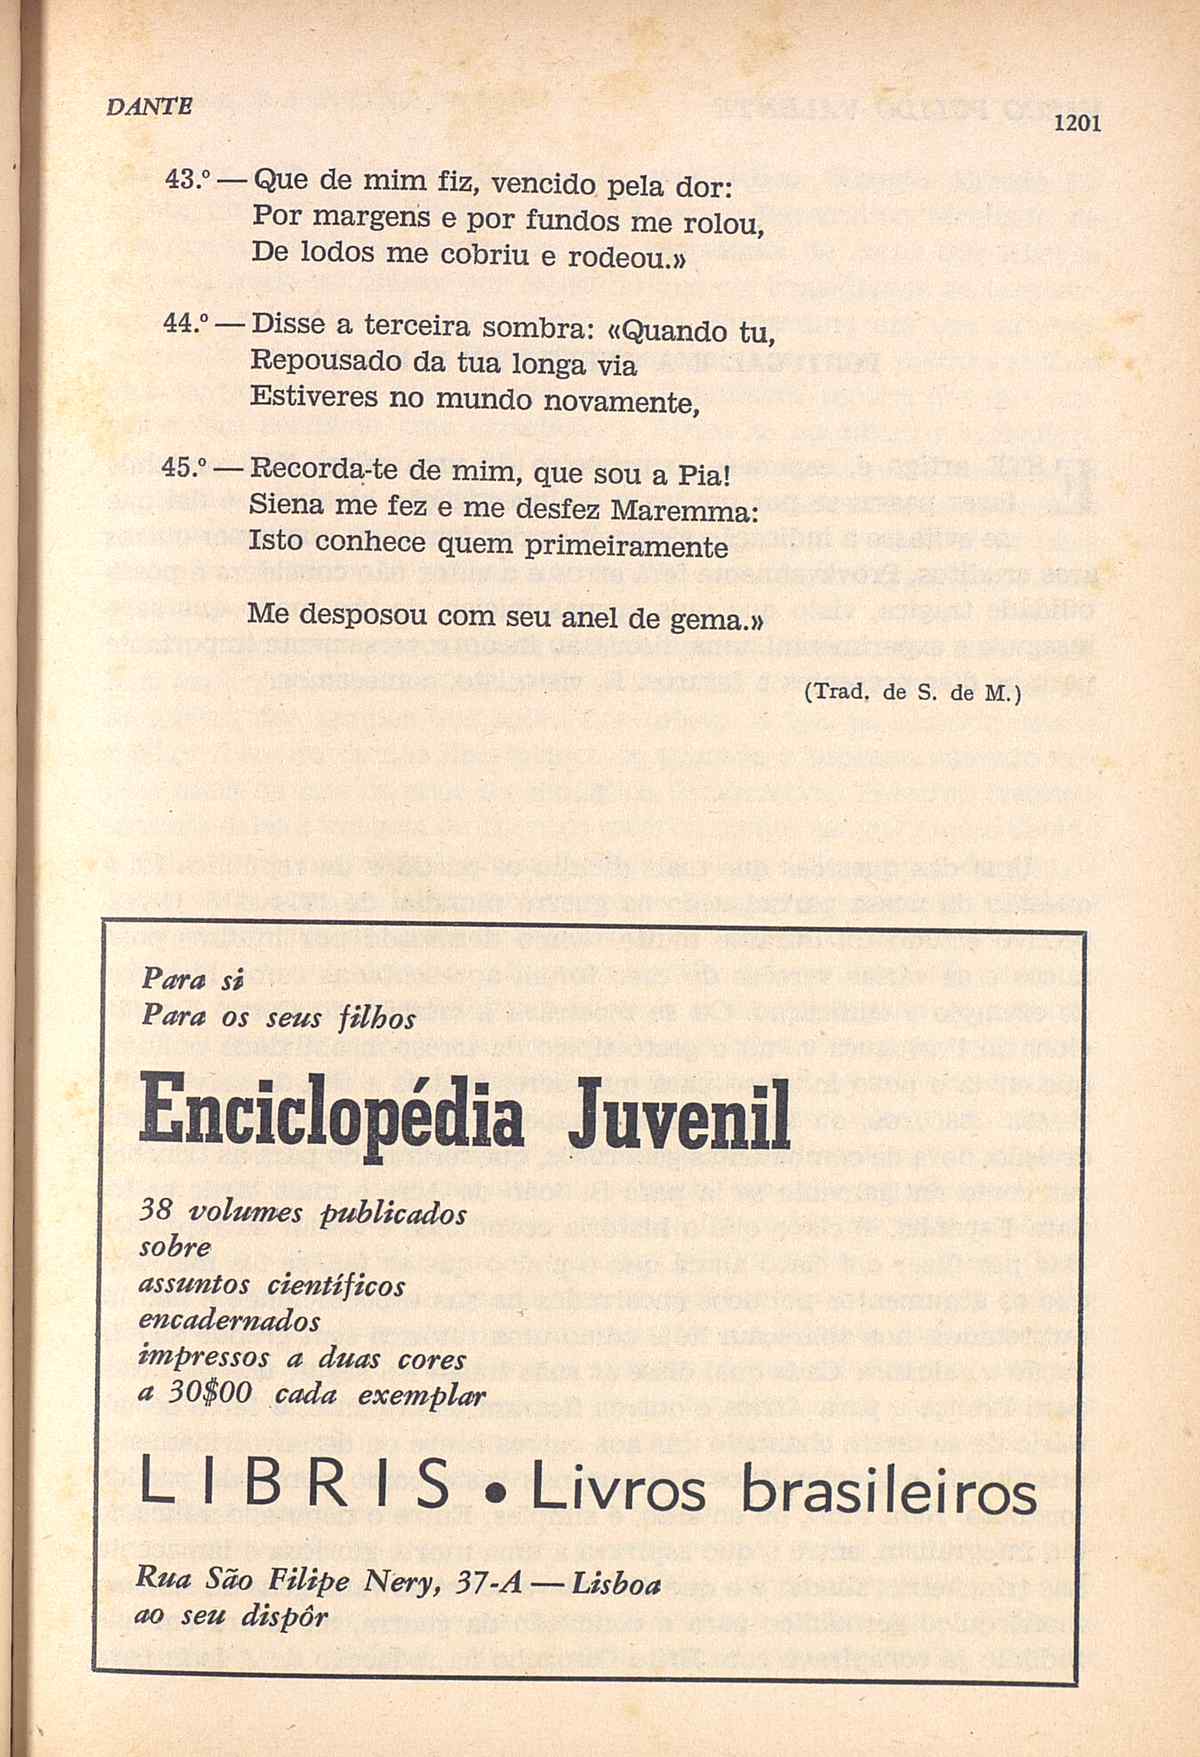 DANTE
1201
43.º — Que de mim fiz, vencido pela dor:
Por margens e por fundos me rolou,
De lodos me cobriu e rodeou.»
44.º — Disse a terceira sombra: «Quando tu,
Repousado da tua longa via
Estiveres no mundo novamente,
45.º — Recorda-te de mim, que sou a Pia!
Siena me fez e me desfez Maremma:
Isto conhece quem primeiramente
Me desposou com seu anel de gema.»
(Trad. de S. de M.)
Para si
Para os seus filhos
Enciclopédia Juvenil
38 volumes publicados
sobre
assuntos científicos
encadernados
impressos a duas cores
a 30$00 cada exemplar
LIBRIS • Livros brasileiros
Rua São Filipe Nery, 37-A — Lisboa
ao seu dispôr